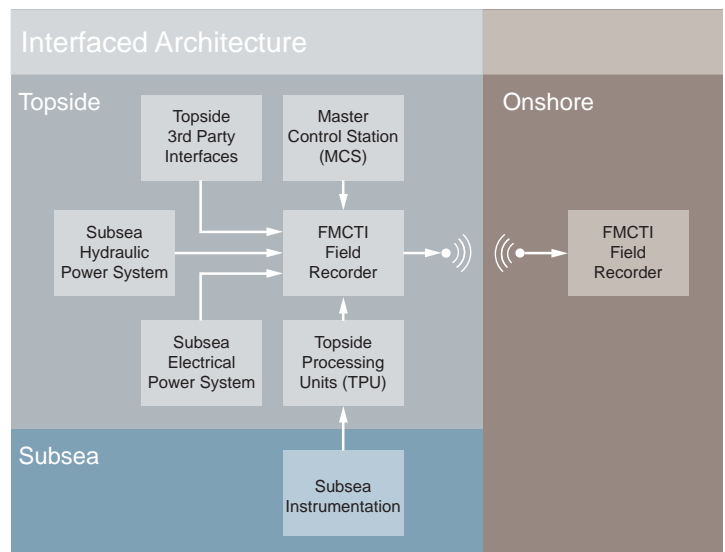 Interfaced Architecture
Topside
Onshore
Topside
3rd Party
Interfaces
Master
Control Station
(MCS)
Subsea
Hydraulic
Power System
FMCTI
Field
Recorder
FMCTI
Field
Recorder
Subsea
Electrical
Power System
Topside
Processing
Units (TPU)
Subsea
Subsea
Instrumentation